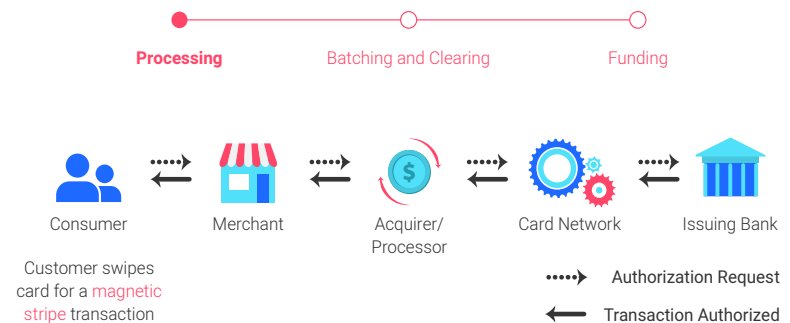 Processing
Batching and Clearing
Funding
$
Consumer
Merchant
Acquirer/
Processor
Card Network
Issuing Bank
Customer swipes
card for a magnetic
stripe transaction
Authorization Request
Transaction Authorized